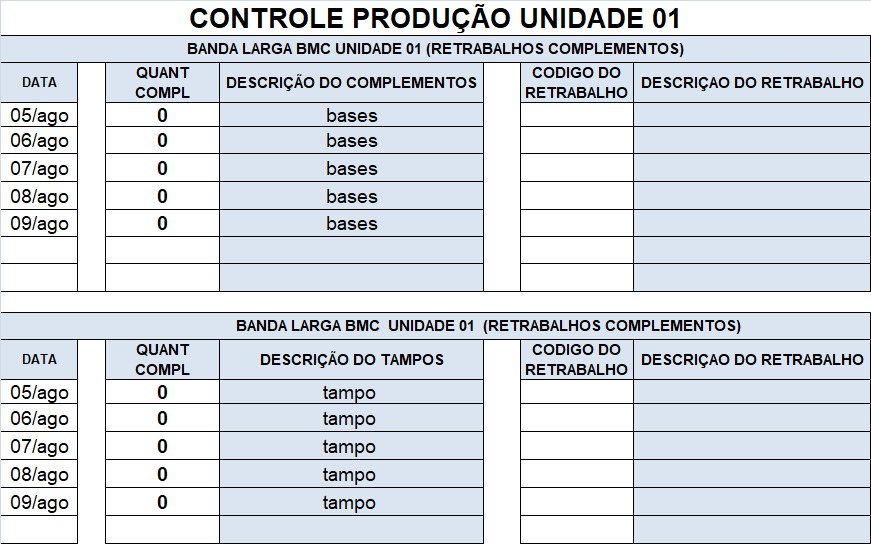 CONTROLE PRODUÇÃO UNIDADE 01
BANDA LARGA BMC UNIDADE 01 (RETRABALHOS COMPLEMENTOS)
DATA QUANT COMPL DESCRIÇÃO DO COMPLEMENTOS CODIGO DO RETRABALHO DESCRIÇAO DO RETRABALHO
05/ago 0 bases
06/ago 0 bases
07/ago 0 bases
08/ago 0 bases
09/ago 0 bases
BANDA LARGA BMC UNIDADE 01 (RETRABALHOS COMPLEMENTOS)
DATA QUANT COMPL DESCRIÇÃO DO TAMPOS CODIGO DO RETRABALHO DESCRIÇAO DO RETRABALHO
05/ago 0 tampo
06/ago 0 tampo
07/ago 0 tampo
08/ago 0 tampo
09/ago 0 tampo